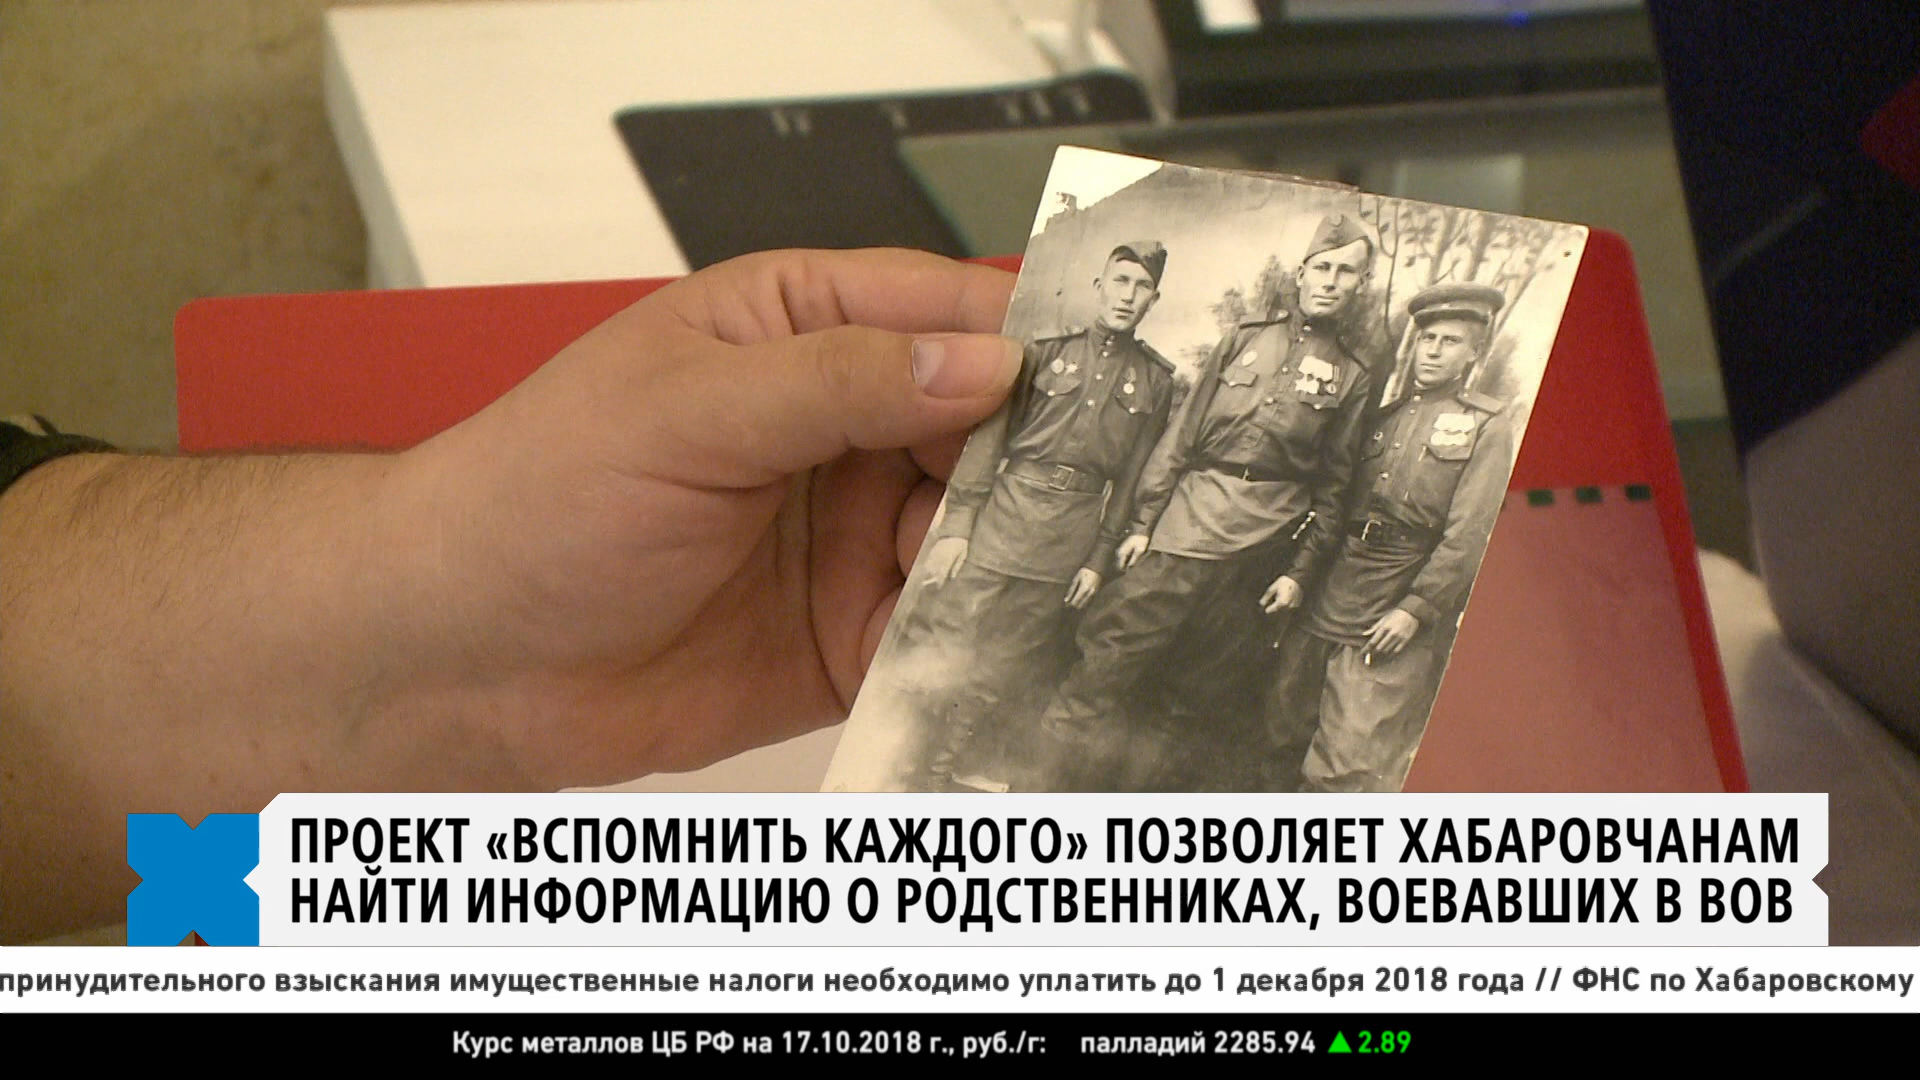 ПРОЕКТ «ВСПОМНИТЬ КАЖДОГО» ПОЗВОЛЯЕТ ХАБАРОВЧАНАМ
НАЙТИ ИНФОРМАЦИЮ О РОДСТВЕННИКАХ, ВОЕВАВШИХ В ВОВ
принудительного взыскания имущественные налоги необходимо уплатить до 1 декабря 2018 года // ФНС по Хабаровскому
Курс металлов ЦБ РФ на 17.10.2018 г., руб./г: палладий 2285.94 ▲2.89